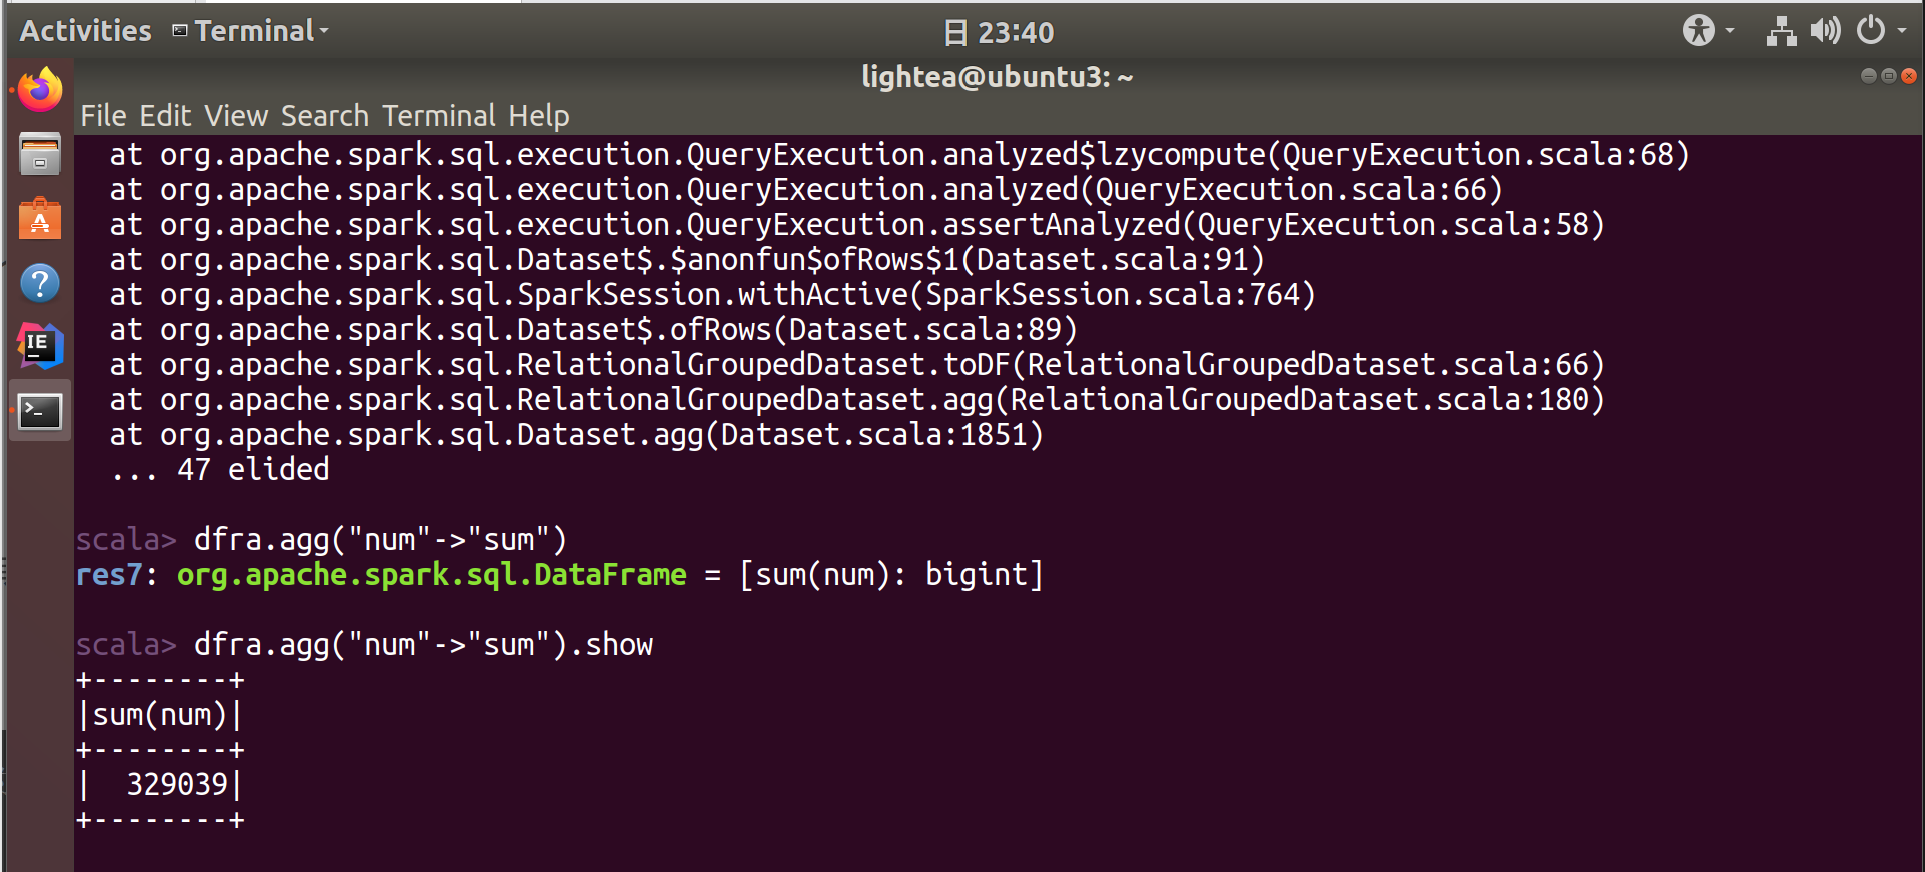 Activities Terminal 日 23:40
lightea@ubuntu3: ~
File Edit View Search Terminal Help
at org.apache.spark.sql.execution.QueryExecution.analyzed$lzycompute(QueryExecution.scala:68)
at org.apache.spark.sql.execution.QueryExecution.analyzed(QueryExecution.scala:66)
at org.apache.spark.sql.execution.QueryExecution.assertAnalyzed(QueryExecution.scala:58)
at org.apache.spark.sql.Dataset$.$anonfun$ofRows$1(Dataset.scala:91)
at org.apache.spark.sql.SparkSession.withActive(SparkSession.scala:764)
at org.apache.spark.sql.Dataset$.ofRows(Dataset.scala:89)
at org.apache.spark.sql.RelationalGroupedDataset.toDF(RelationalGroupedDataset.scala:66)
at org.apache.spark.sql.RelationalGroupedDataset.agg(RelationalGroupedDataset.scala:180)
at org.apache.spark.sql.Dataset.agg(Dataset.scala:1851)
... 47 elided
scala> dfra.agg("num"->"sum")
res7: org.apache.spark.sql.DataFrame = [sum(num): bigint]
scala> dfra.agg("num"->"sum").show
+--------+
|sum(num)|
+--------+
|  329039|
+--------+